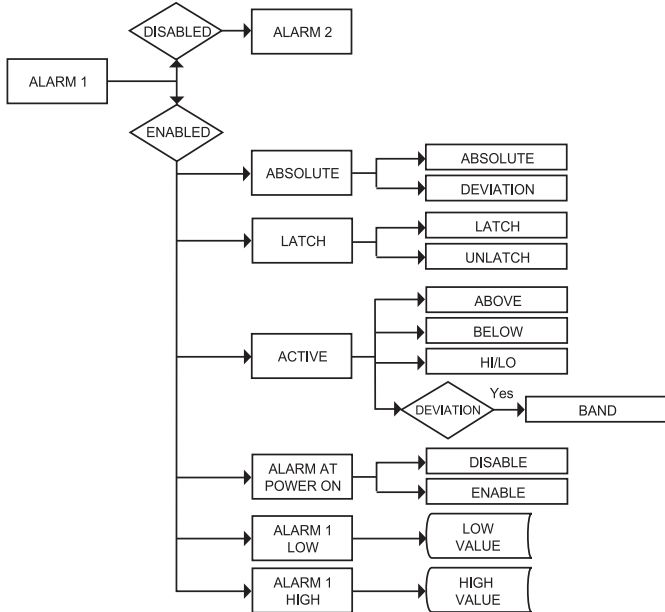 DISABLED
ALARM 2
ALARM 1
ENABLED
ABSOLUTE
ABSOLUTE
DEVIATION
LATCH
LATCH
UNLATCH
ACTIVE
ABOVE
BELOW
HI/LO
DEVIATION
Yes
BAND
ALARM AT
POWER ON
DISABLE
ENABLE
ALARM 1
LOW
LOW
VALUE
ALARM 1
HIGH
HIGH
VALUE